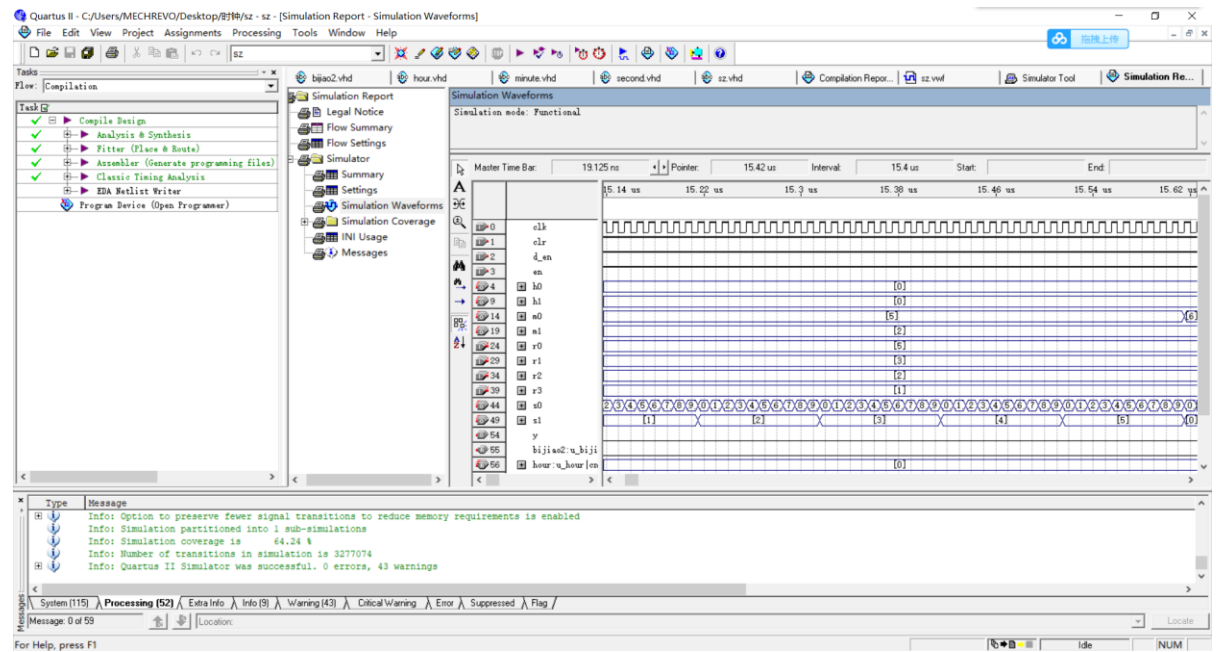 Quartus II - C:/Users/MECHREVO/Desktop/时钟/sz - sz - [Simulation Report - Simulation Waveforms]
File Edit View Project Assignments Processing Tools Window Help
拖拽上传
sz
Tasks
Flow: Compilation
Task
Compile Design
Analysis & Synthesis
Fitter (Place & Route)
Assembler (Generate programming files)
Classic Timing Analysis
EDA Netlist Writer
Program Device (Open Programmer)
bijiao2.vhd hour.vhd minute.vhd second.vhd sz.vhd Compilation Repor... sz.vwf Simulator Tool Simulation Re...
Simulation Report
Legal Notice
Flow Summary
Flow Settings
Simulator
Summary
Settings
Simulation Waveforms
Simulation Coverage
INI Usage
Messages
Simulation Waveforms
Simulation mode: Functional
Master Time Bar: 19.125 ns Pointer: 15.42 us Interval: 15.4 us Start: End:
15.14 us 15.22 us 15.3 us 15.38 us 15.46 us 15.54 us 15.62 us
0 clk
1 clr
2 d_en
3 en
4 h0 [0]
9 h1 [0]
14 m0 [5] [6]
19 m1 [2]
24 r0 [5]
29 r1 [3]
34 r2 [2]
39 r3 [1]
44 s0 2 3 4 5 6 7 8 9 0 1 2 3 4 5 6 7 8 9 0 1 2 3 4 5 6 7 8 9 0 1 2 3 4 5 6 7 8 9 0 1 2 3 4 5 6 7 8 9 0
49 s1 [1] [2] [3] [4] [5] [0]
54 y
55 bijiao2:u_biji
56 hour:u_hour|cn [0]
Type Message
Info: Option to preserve fewer signal transitions to reduce memory requirements is enabled
Info: Simulation partitioned into 1 sub-simulations
Info: Simulation coverage is 64.24 %
Info: Number of transitions in simulation is 3277074
Info: Quartus II Simulator was successful. 0 errors, 43 warnings
System (115) Processing (52) Extra Info Info (9) Warning (43) Critical Warning Error Suppressed Flag
Messages
Message: 0 of 59 Location: Locate
For Help, press F1 Idle NUM